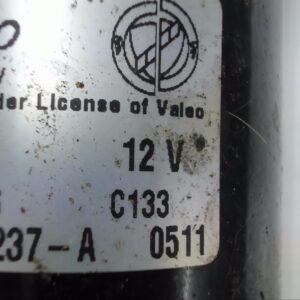 der License of Valeo
12 V
C133
237-A 0511